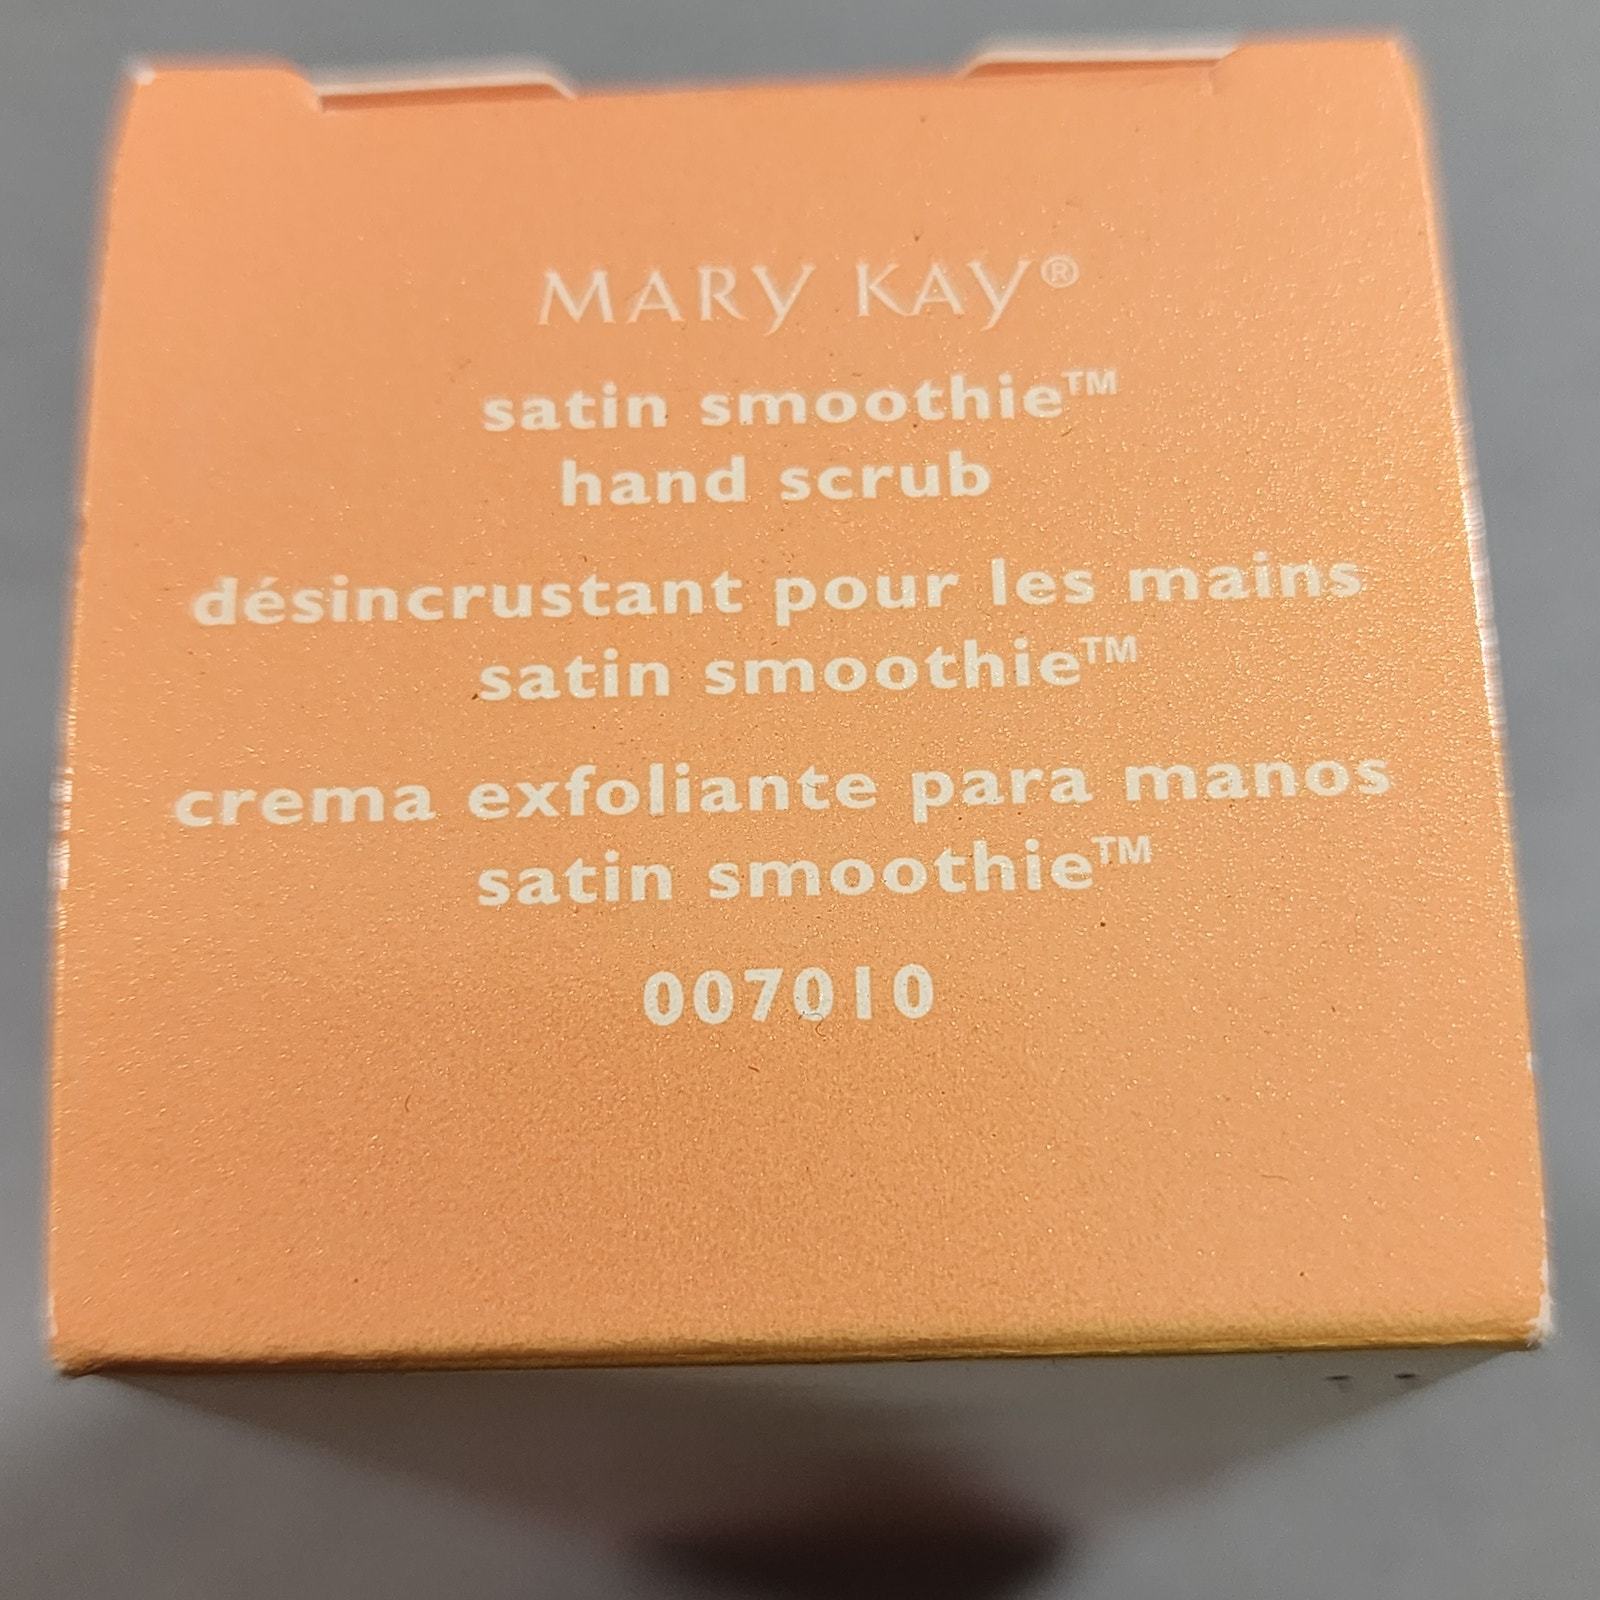 MARY KAY®
satin smoothie™
hand scrub
désincrustant pour les mains
satin smoothie™
crema exfoliante para manos
satin smoothie™
007010